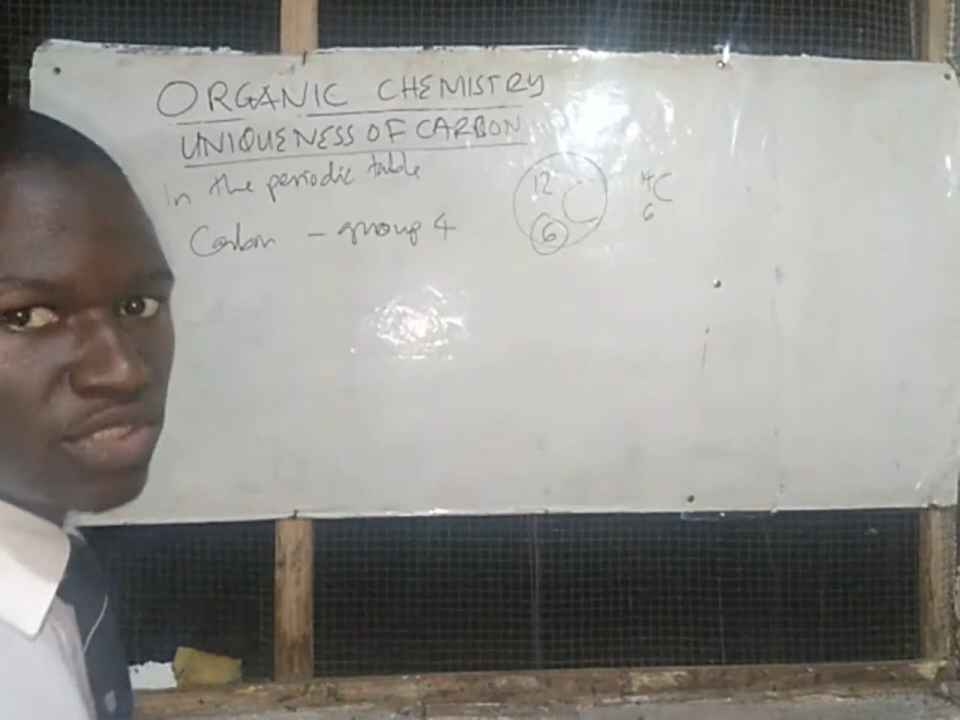 ORGANIC CHEMISTRY
UNIQUENESS OF CARBON
In the periodic table
Carbon – group 4
12
C
6
14
C
6